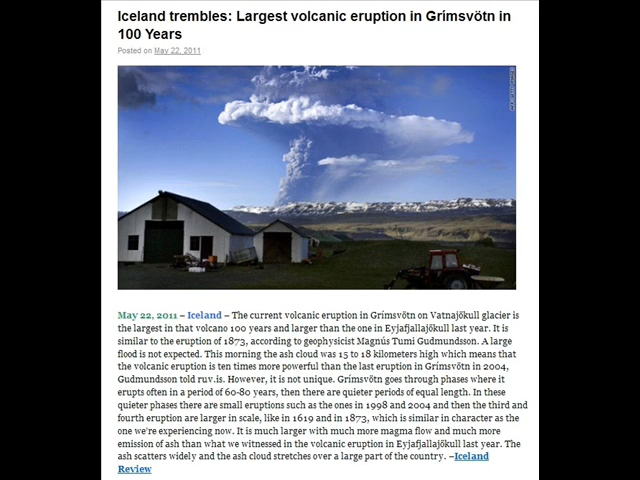 Iceland trembles: Largest volcanic eruption in Grímsvötn in
100 Years
Posted on May 22, 2011
May 22, 2011 – Iceland – The current volcanic eruption in Grímsvötn on Vatnajökull glacier is
the largest in that volcano 100 years and larger than the one in Eyjafjallajökull last year. It is
similar to the eruption of 1873, according to geophysicist Magnús Tumi Gudmundsson. A large
flood is not expected. This morning the ash cloud was 15 to 18 kilometers high which means that
the volcanic eruption is ten times more powerful than the last eruption in Grímsvötn in 2004,
Gudmundsson told ruv.is. However, it is not unique. Grímsvötn goes through phases where it
erupts often in a period of 60-80 years, then there are quieter periods of equal length. In these
quieter phases there are small eruptions such as the ones in 1998 and 2004 and then the third and
fourth eruption are larger in scale, like in 1619 and in 1873, which is similar in character as the
one we're experiencing now. It is much larger with much more magma flow and much more
emission of ash than what we witnessed in the volcanic eruption in Eyjafjallajökull last year. The
ash scatters widely and the ash cloud stretches over a large part of the country. –Iceland
Review